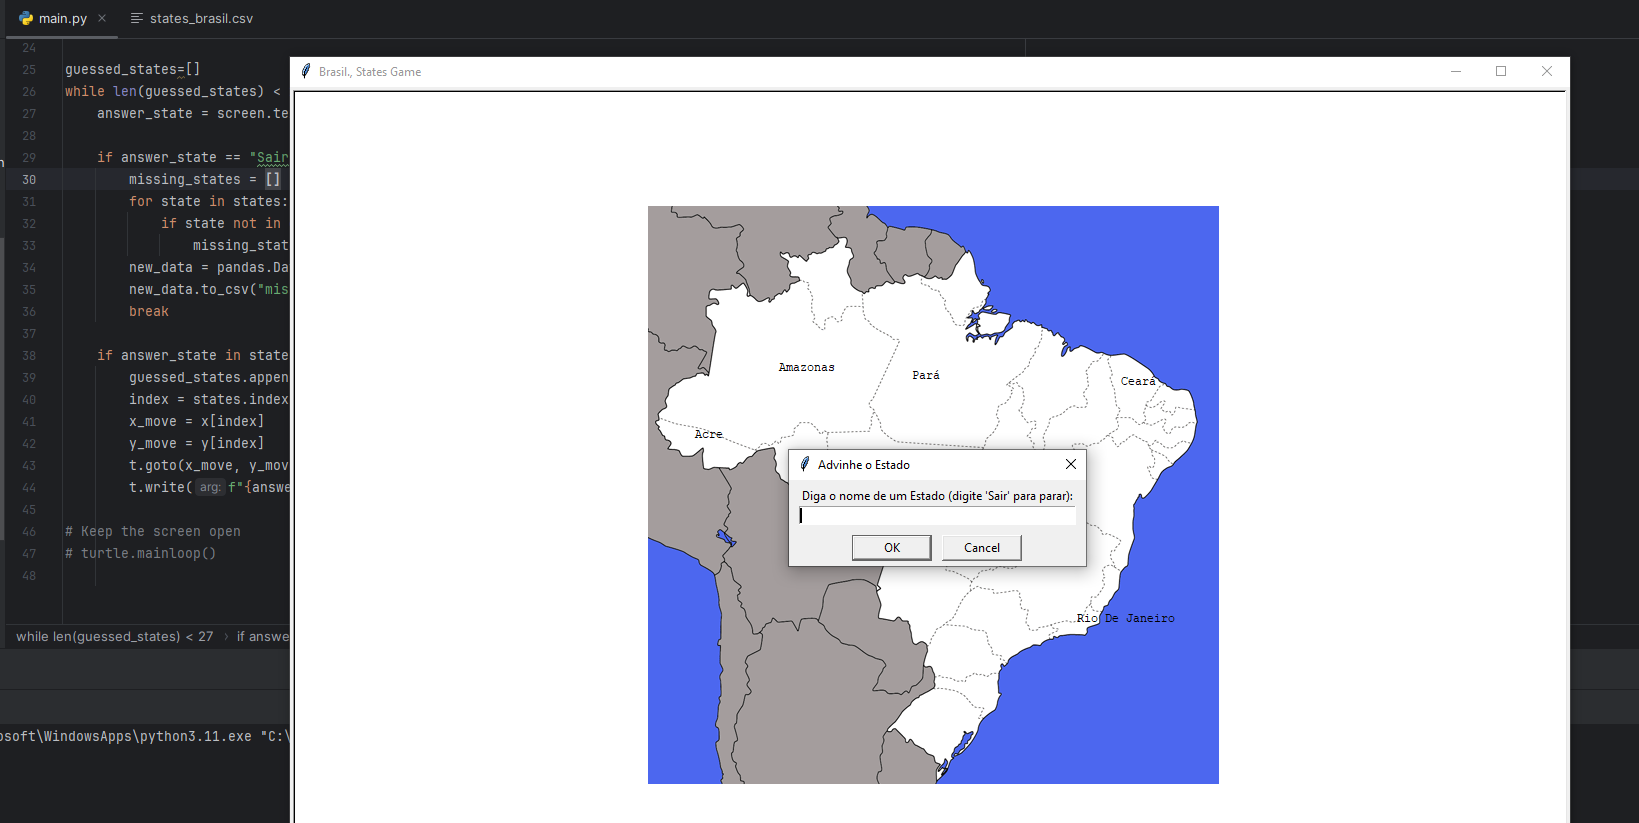 main.py
states_brasil.csv
24
25 guessed_states=[]
26 while len(guessed_states) <
27 answer_state = screen.te
28
29 if answer_state == "Sair
30 missing_states = []
31 for state in states:
32 if state not in
33 missing_stat
34 new_data = pandas.Da
35 new_data.to_csv("mis
36 break
37
38 if answer_state in state
39 guessed_states.appen
40 index = states.index
41 x_move = x[index]
42 y_move = y[index]
43 t.goto(x_move, y_mov
44 t.write( arg: f"{answe
45
46 # Keep the screen open
47 # turtle.mainloop()
48
while len(guessed_states) < 27 › if answe
osoft\WindowsApps\python3.11.exe "C:\
Brasil., States Game
Amazonas
Pará
Ceará
Acre
Advinhe o Estado
Diga o nome de um Estado (digite 'Sair' para parar):
OK
Cancel
Rio De Janeiro